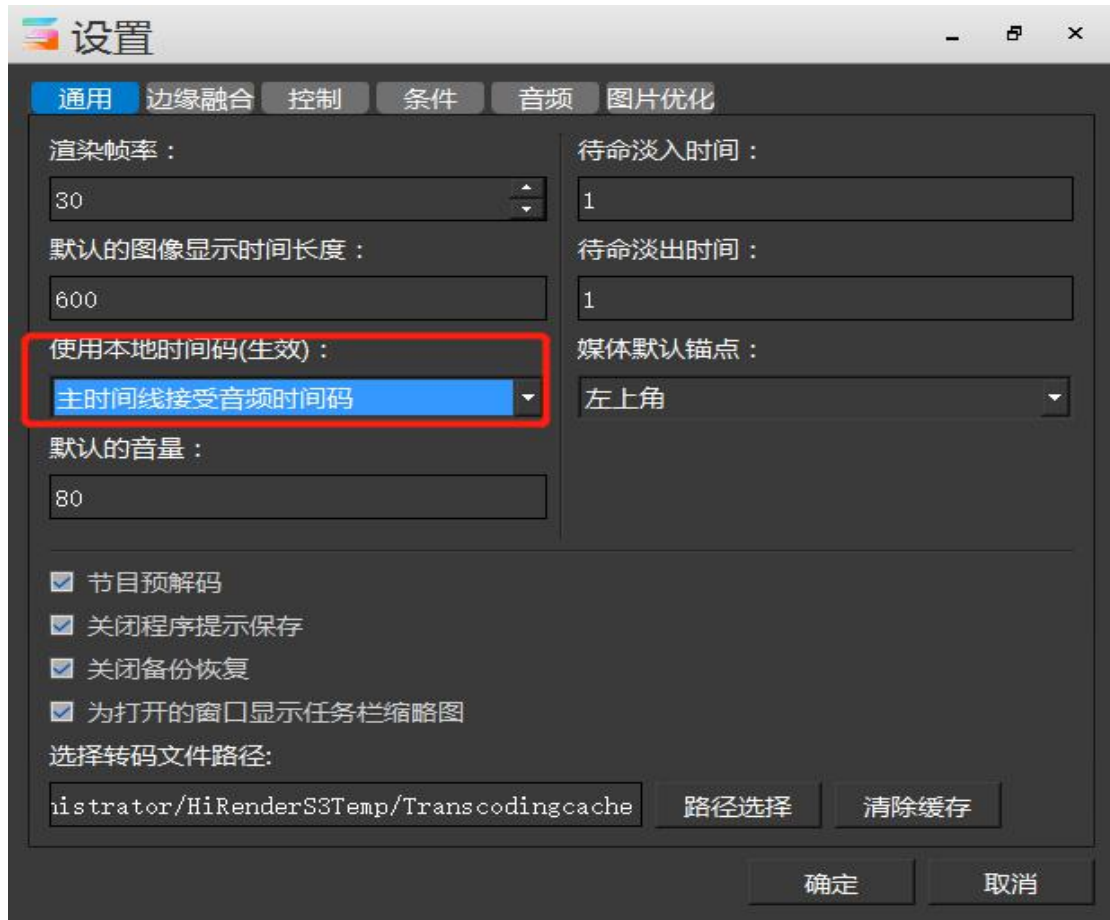 设置
通用 边缘融合 控制 条件 音频 图片优化
渲染帧率：
30
默认的图像显示时间长度：
600
使用本地时间码(生效)：
主时间线接受音频时间码
默认的音量：
80
待命淡入时间：
1
待命淡出时间：
1
媒体默认锚点：
左上角
节目预解码
关闭程序提示保存
关闭备份恢复
为打开的窗口显示任务栏缩略图
选择转码文件路径:
nistrator/HiRenderS3Temp/Transcodingcache 路径选择 清除缓存
确定 取消